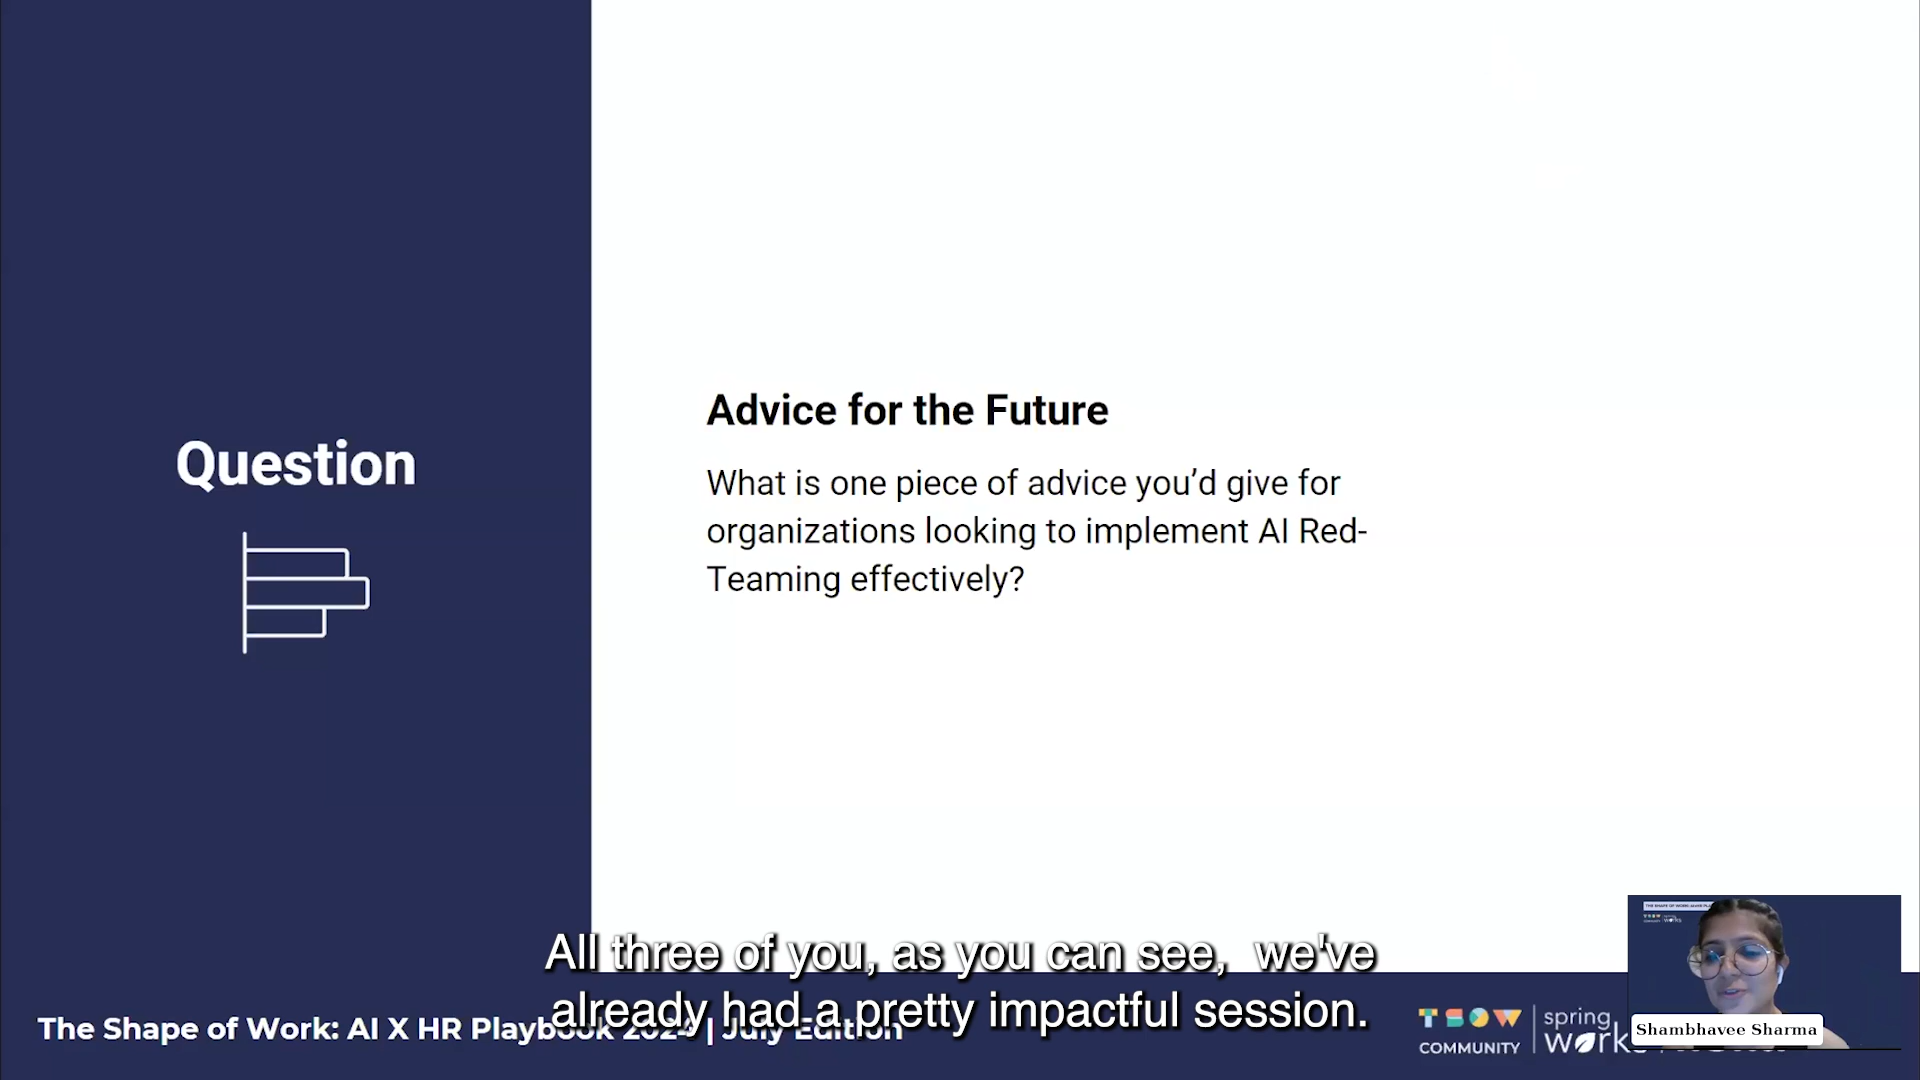 Question
Advice for the Future
What is one piece of advice you’d give for
organizations looking to implement AI Red-
Teaming effectively?
All three of you, as you can see, we've
already had a pretty impactful session.
The Shape of Work: AI X HR Playbook 2024 | July Edition
TSOW
COMMUNITY
spring
works
Shambhavee Sharma